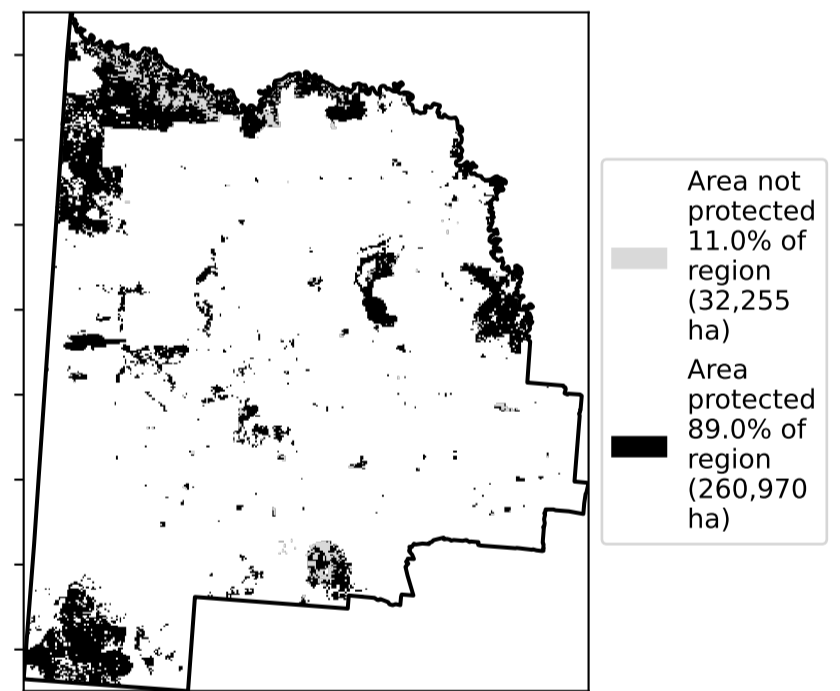 Area not
protected
11.0% of
region
(32,255
ha)
Area
protected
89.0% of
region
(260,970
ha)